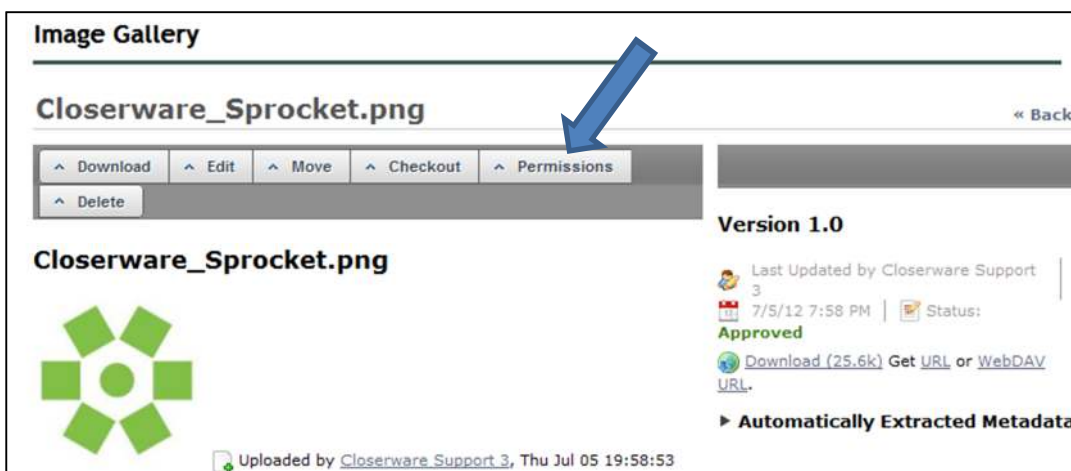 Image Gallery
Closerware_Sprocket.png
« Back
Download
Edit
Move
Checkout
Permissions
Delete
Closerware_Sprocket.png
Uploaded by Closerware Support 3, Thu Jul 05 19:58:53
Version 1.0
Last Updated by Closerware Support
3
7/5/12 7:58 PM | Status:
Approved
Download (25.6k) Get URL or WebDAV
URL.
Automatically Extracted Metadata